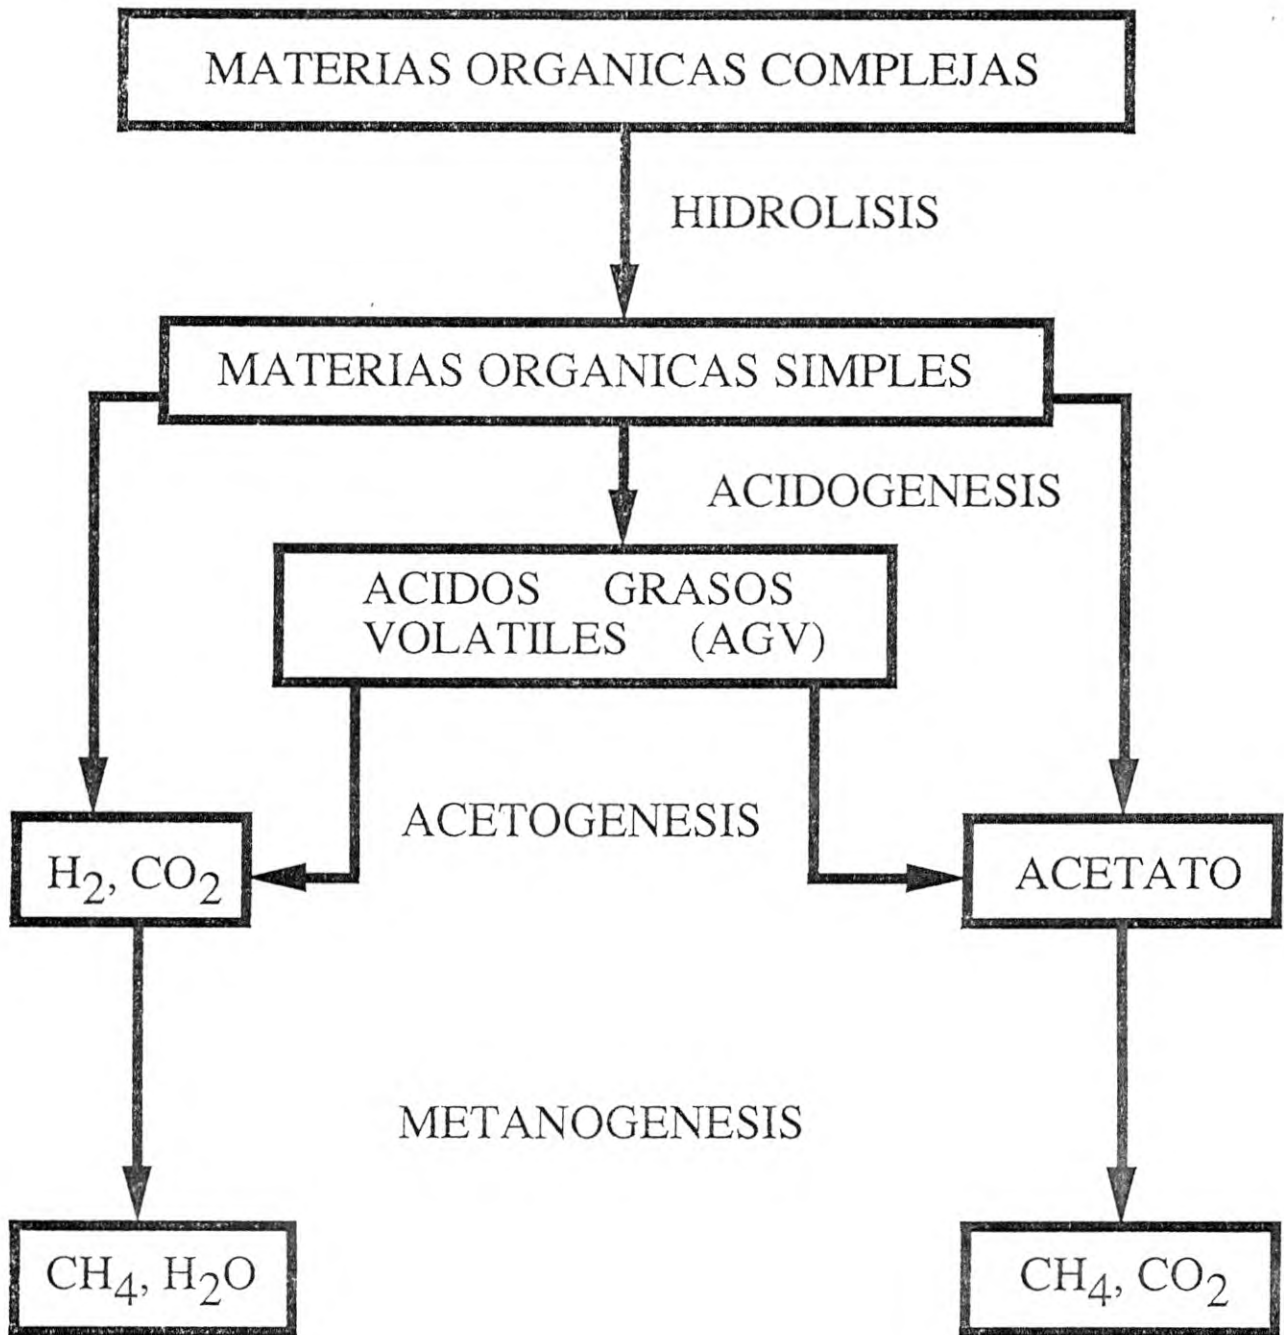 MATERIAS ORGANICAS COMPLEJAS
HIDROLISIS
MATERIAS ORGANICAS SIMPLES
ACIDOGENESIS
ACIDOS GRASOS
VOLATILES (AGV)
ACETOGENESIS
H₂, CO₂
ACETATO
METANOGENESIS
CH₄, H₂O
CH₄, CO₂